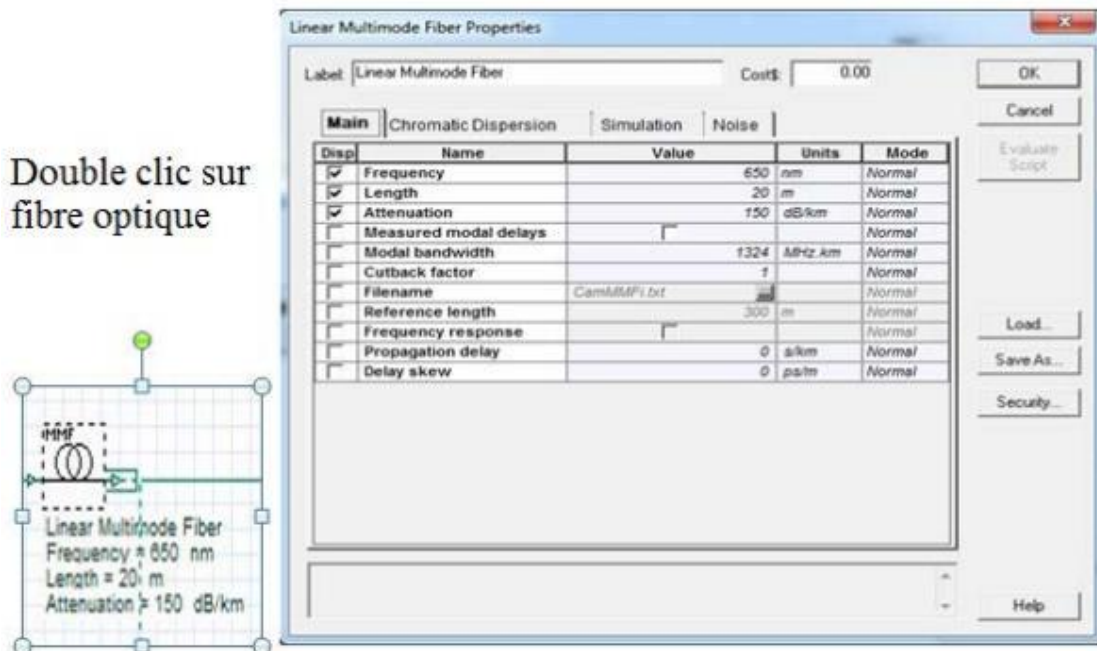 Double clic sur
fibre optique
Linear Multimode Fiber Properties
Label: Linear Multimode Fiber Cost$: 0.00
OK
Cancel
Evaluate
Script
Load...
Save As...
Security...
Help
Main Chromatic Dispersion Simulation Noise
Disp Name Value Units Mode
Frequency 650 nm Normal
Length 20 m Normal
Attenuation 150 dB/km Normal
Measured modal delays Normal
Modal bandwidth 1324 MHz.km Normal
Cutback factor 1 Normal
Filename CamMMFi.txt Normal
Reference length 300 m Normal
Frequency response Normal
Propagation delay 0 s/km Normal
Delay skew 0 ps/m Normal
MMF
Linear Multimode Fiber
Frequency = 650 nm
Length = 20 m
Attenuation = 150 dB/km